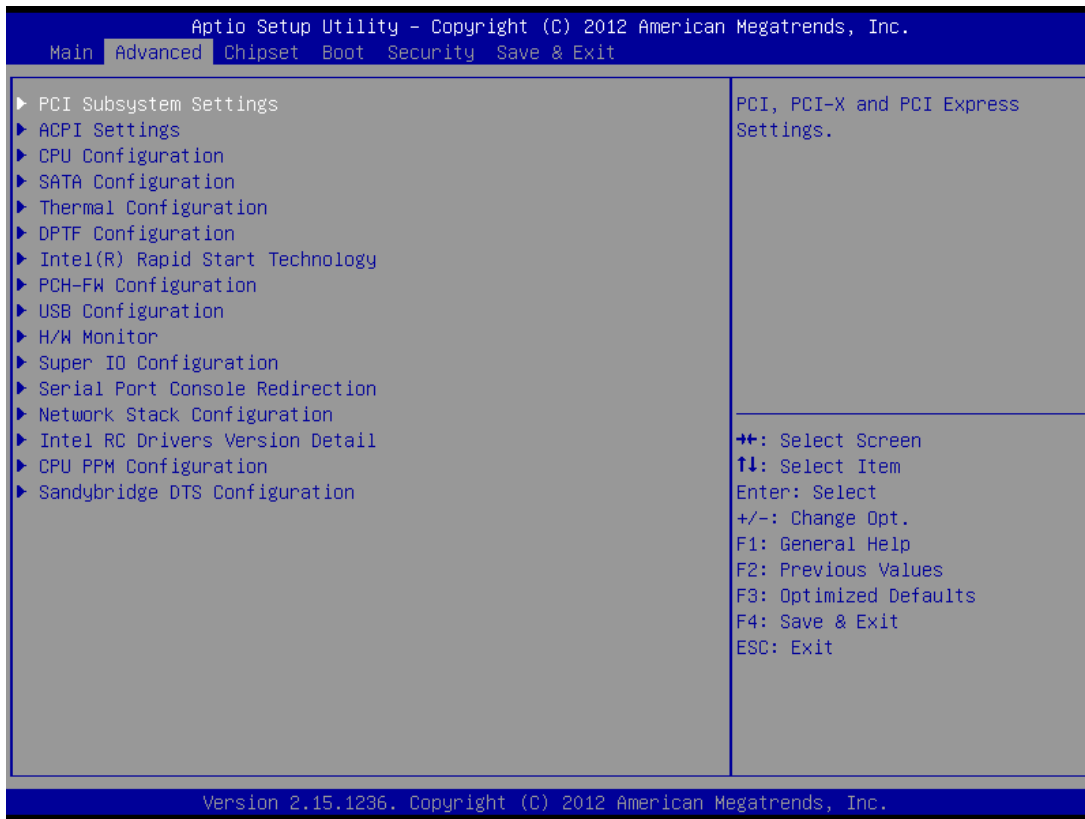 Aptio Setup Utility – Copyright (C) 2012 American Megatrends, Inc.
Main Advanced Chipset Boot Security Save & Exit
▶ PCI Subsystem Settings
▶ ACPI Settings
▶ CPU Configuration
▶ SATA Configuration
▶ Thermal Configuration
▶ DPTF Configuration
▶ Intel(R) Rapid Start Technology
▶ PCH-FW Configuration
▶ USB Configuration
▶ H/W Monitor
▶ Super IO Configuration
▶ Serial Port Console Redirection
▶ Network Stack Configuration
▶ Intel RC Drivers Version Detail
▶ CPU PPM Configuration
▶ Sandybridge DTS Configuration
PCI, PCI-X and PCI Express
Settings.
→←: Select Screen
↑↓: Select Item
Enter: Select
+/-: Change Opt.
F1: General Help
F2: Previous Values
F3: Optimized Defaults
F4: Save & Exit
ESC: Exit
Version 2.15.1236. Copyright (C) 2012 American Megatrends, Inc.